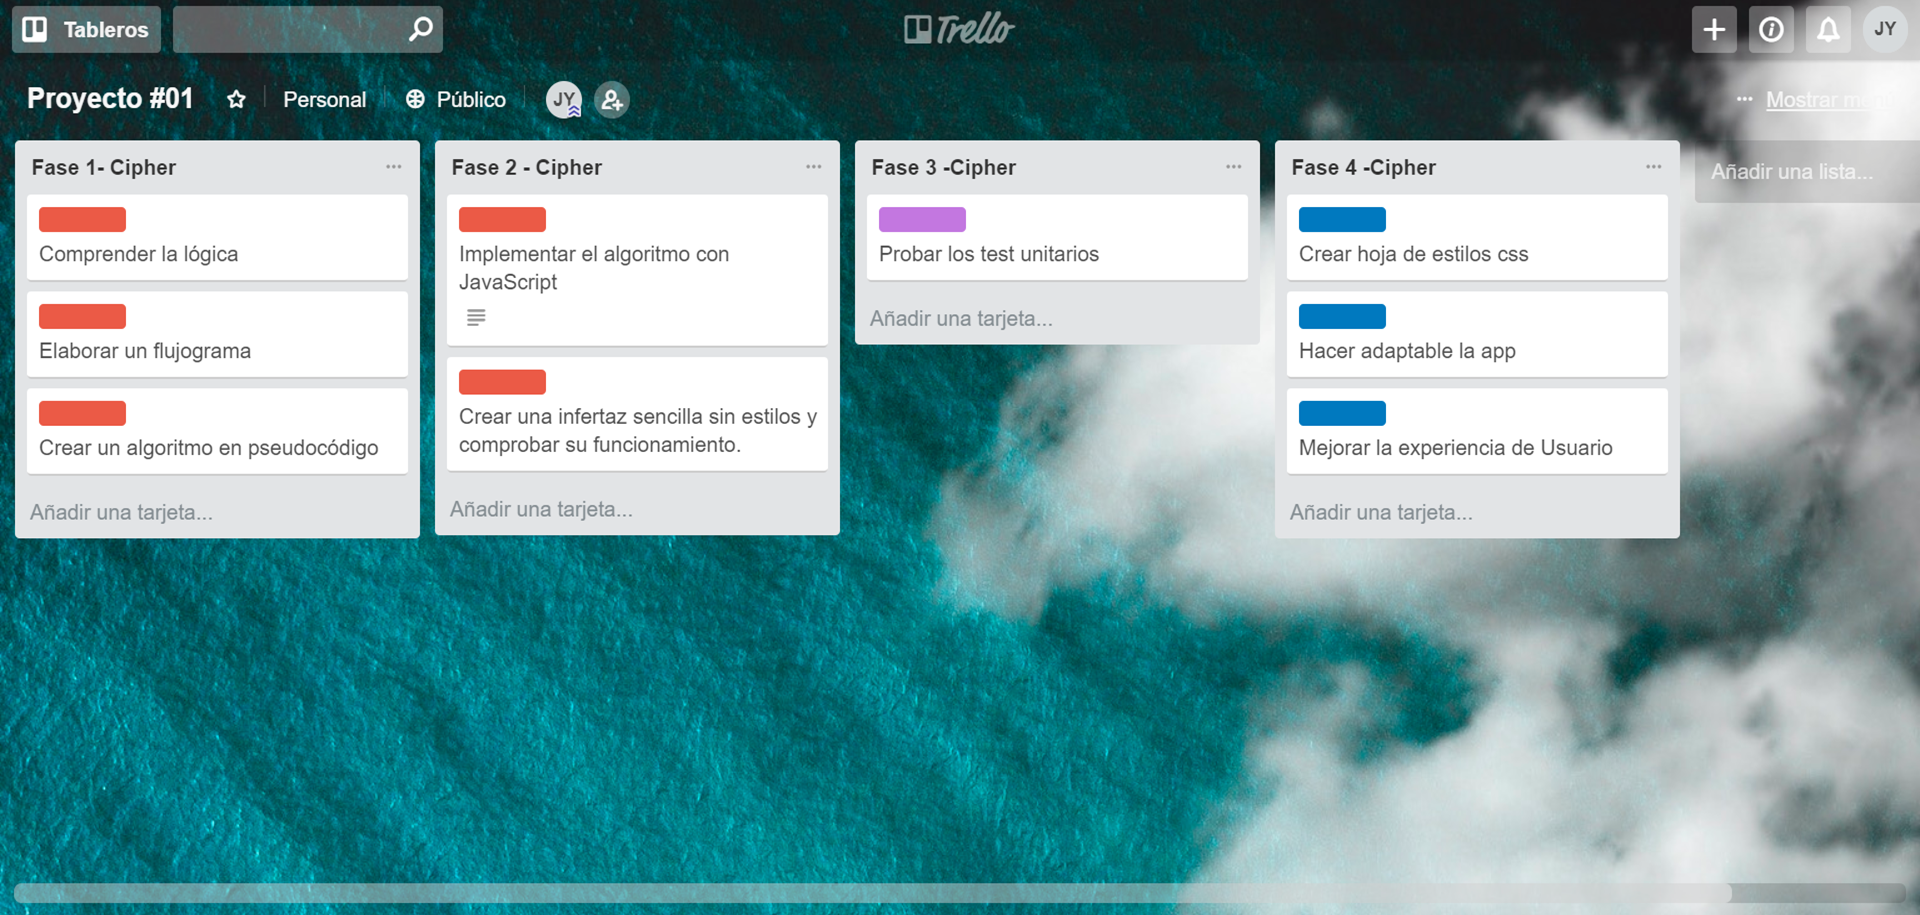 Tableros
Trello
JY
Proyecto #01
Personal
Público
JY
Mostrar menú
Fase 1- Cipher
Comprender la lógica
Elaborar un flujograma
Crear un algoritmo en pseudocódigo
Añadir una tarjeta...
Fase 2 - Cipher
Implementar el algoritmo con
JavaScript
Crear una infertaz sencilla sin estilos y
comprobar su funcionamiento.
Añadir una tarjeta...
Fase 3 -Cipher
Probar los test unitarios
Añadir una tarjeta...
Fase 4 -Cipher
Crear hoja de estilos css
Hacer adaptable la app
Mejorar la experiencia de Usuario
Añadir una tarjeta...
Añadir una lista...